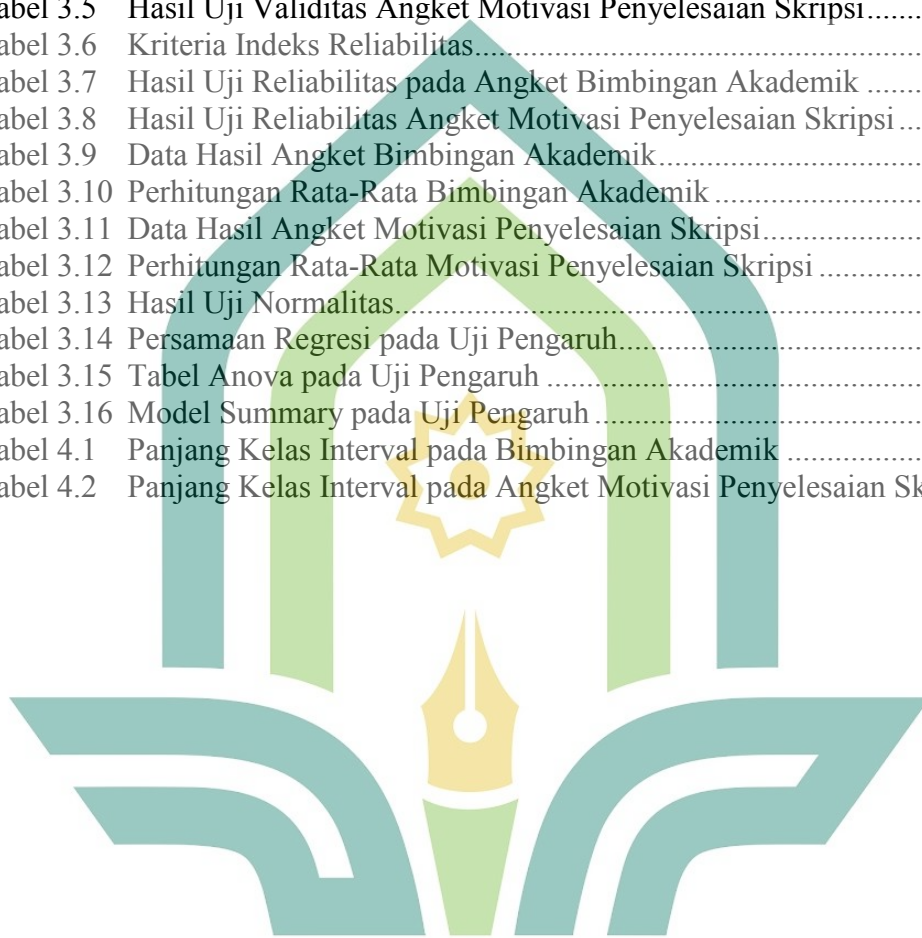 abel 3.5 Hasil Uji Validitas Angket Motivasi Penyelesaian Skripsi.......
abel 3.6 Kriteria Indeks Reliabilitas..........................................................
abel 3.7 Hasil Uji Reliabilitas pada Angket Bimbingan Akademik ........
abel 3.8 Hasil Uji Reliabilitas Angket Motivasi Penyelesaian Skripsi ...
abel 3.9 Data Hasil Angket Bimbingan Akademik...................................
abel 3.10 Perhitungan Rata-Rata Bimbingan Akademik ...........................
abel 3.11 Data Hasil Angket Motivasi Penyelesaian Skripsi.....................
abel 3.12 Perhitungan Rata-Rata Motivasi Penyelesaian Skripsi .............
abel 3.13 Hasil Uji Normalitas....................................................................
abel 3.14 Persamaan Regresi pada Uji Pengaruh........................................
abel 3.15 Tabel Anova pada Uji Pengaruh .................................................
abel 3.16 Model Summary pada Uji Pengaruh ..........................................
abel 4.1 Panjang Kelas Interval pada Bimbingan Akademik ..................
abel 4.2 Panjang Kelas Interval pada Angket Motivasi Penyelesaian Sk